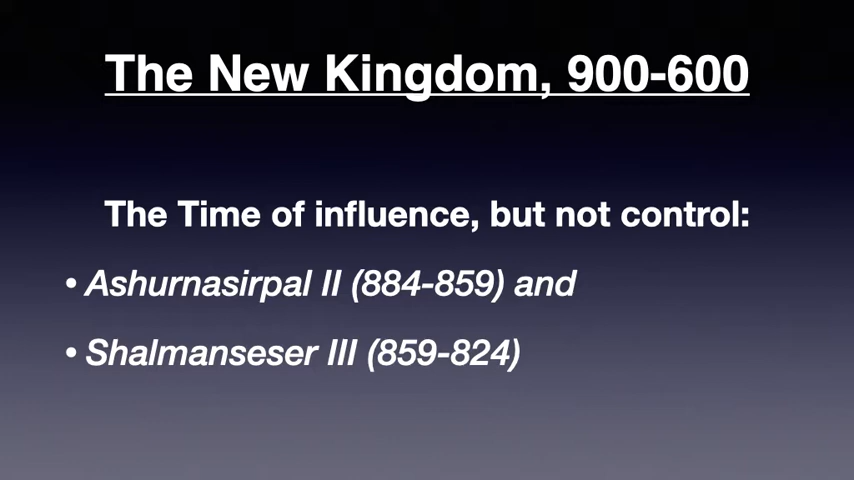 The New Kingdom, 900-600
The Time of influence, but not control:
• Ashurnasirpal II (884-859) and
• Shalmanseser III (859-824)